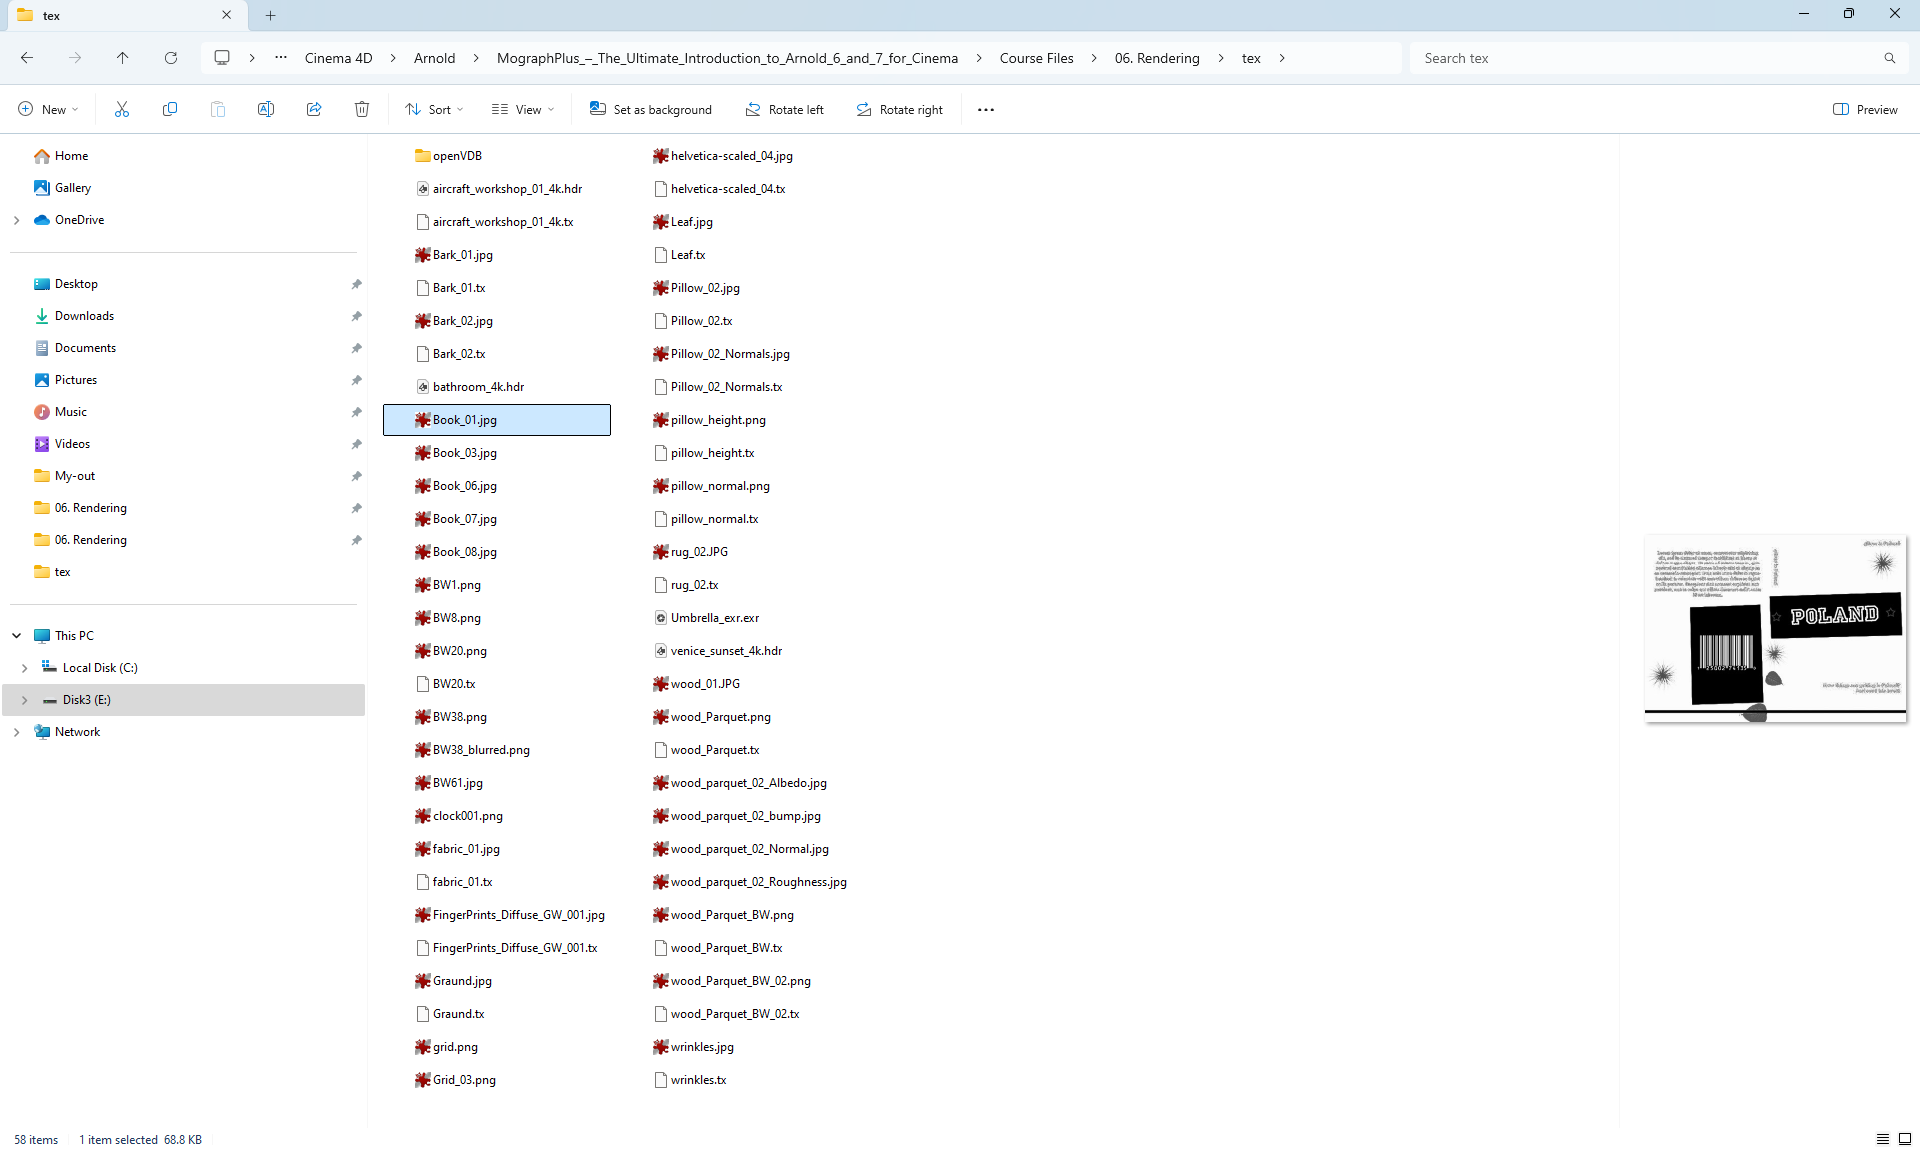 tex
Cinema 4D
Arnold
MographPlus_–_The_Ultimate_Introduction_to_Arnold_6_and_7_for_Cinema
Course Files
06. Rendering
tex
Search tex
New
Sort
View
Set as background
Rotate left
Rotate right
Preview
Home
Gallery
OneDrive
Desktop
Downloads
Documents
Pictures
Music
Videos
My-out
06. Rendering
06. Rendering
tex
This PC
Local Disk (C:)
Disk3 (E:)
Network
openVDB
aircraft_workshop_01_4k.hdr
aircraft_workshop_01_4k.tx
Bark_01.jpg
Bark_01.tx
Bark_02.jpg
Bark_02.tx
bathroom_4k.hdr
Book_01.jpg
Book_03.jpg
Book_06.jpg
Book_07.jpg
Book_08.jpg
BW1.png
BW8.png
BW20.png
BW20.tx
BW38.png
BW38_blurred.png
BW61.jpg
clock001.png
fabric_01.jpg
fabric_01.tx
FingerPrints_Diffuse_GW_001.jpg
FingerPrints_Diffuse_GW_001.tx
Graund.jpg
Graund.tx
grid.png
Grid_03.png
helvetica-scaled_04.jpg
helvetica-scaled_04.tx
Leaf.jpg
Leaf.tx
Pillow_02.jpg
Pillow_02.tx
Pillow_02_Normals.jpg
Pillow_02_Normals.tx
pillow_height.png
pillow_height.tx
pillow_normal.png
pillow_normal.tx
rug_02.JPG
rug_02.tx
Umbrella_exr.exr
venice_sunset_4k.hdr
wood_01.JPG
wood_Parquet.png
wood_Parquet.tx
wood_parquet_02_Albedo.jpg
wood_parquet_02_bump.jpg
wood_parquet_02_Normal.jpg
wood_parquet_02_Roughness.jpg
wood_Parquet_BW.png
wood_Parquet_BW.tx
wood_Parquet_BW_02.png
wood_Parquet_BW_02.tx
wrinkles.jpg
wrinkles.tx
POLAND
58 items
1 item selected 68.8 KB